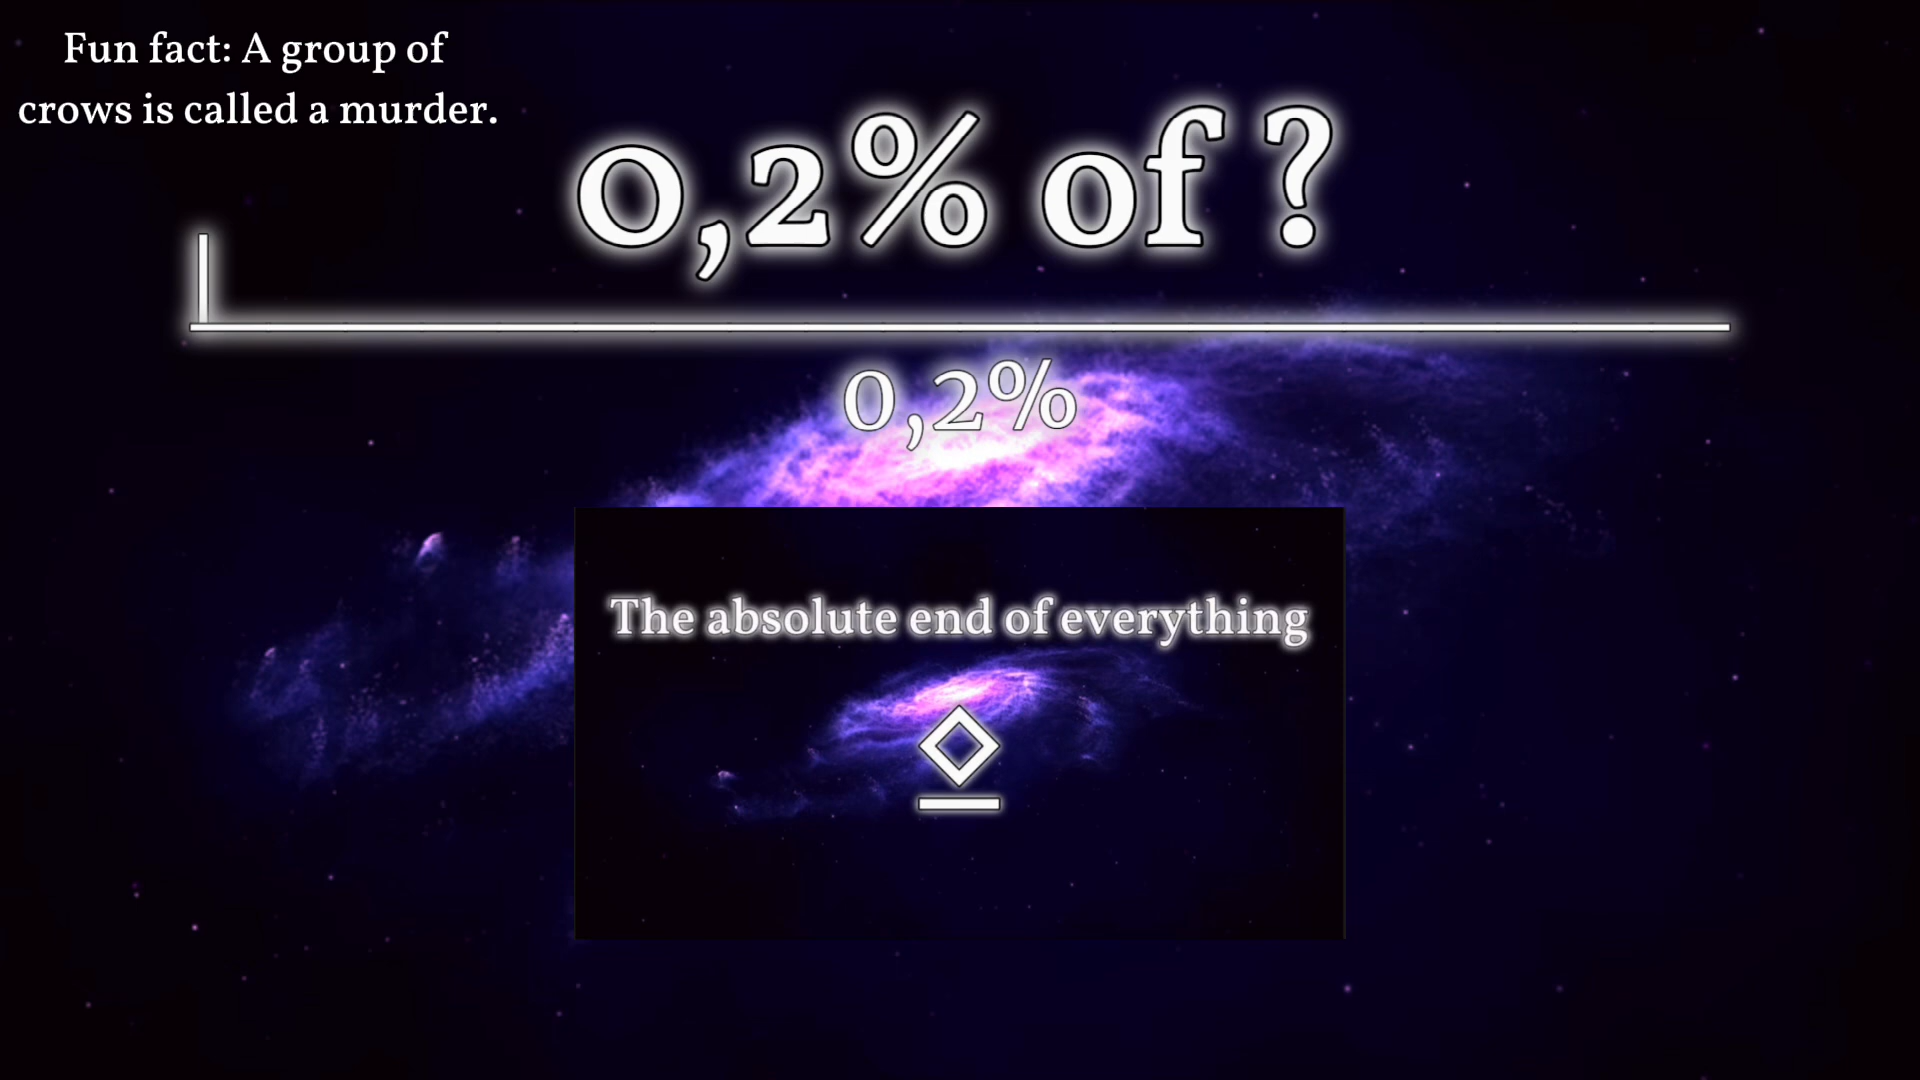 Fun fact: A group of
crows is called a murder.
0,2% of ?
0,2%
The absolute end of everything